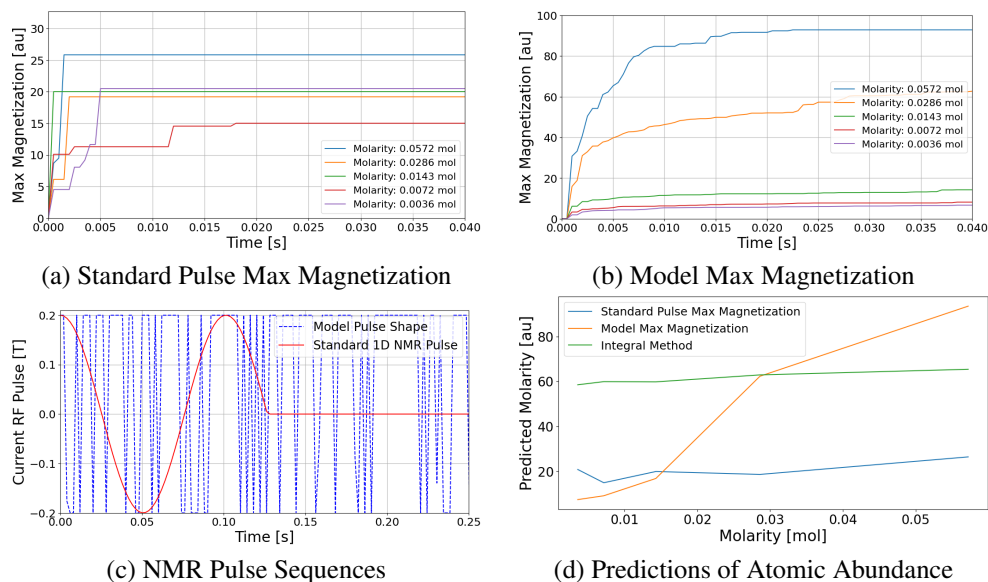 30
25
20
15
10
5
0
Max Magnetization [au]
Molarity: 0.0572 mol
Molarity: 0.0286 mol
Molarity: 0.0143 mol
Molarity: 0.0072 mol
Molarity: 0.0036 mol
0.000 0.005 0.010 0.015 0.020 0.025 0.030 0.035 0.040
Time [s]
(a) Standard Pulse Max Magnetization
100
80
60
40
20
0
Max Magnetization [au]
Molarity: 0.0572 mol
Molarity: 0.0286 mol
Molarity: 0.0143 mol
Molarity: 0.0072 mol
Molarity: 0.0036 mol
0.000 0.005 0.010 0.015 0.020 0.025 0.030 0.035 0.040
Time [s]
(b) Model Max Magnetization
0.2
0.1
0.0
-0.1
-0.2
Current RF Pulse [T]
Model Pulse Shape
Standard 1D NMR Pulse
0.00 0.05 0.10 0.15 0.20 0.25
Time [s]
(c) NMR Pulse Sequences
80
60
40
20
Predicted Molarity [au]
Standard Pulse Max Magnetization
Model Max Magnetization
Integral Method
0.01 0.02 0.03 0.04 0.05
Molarity [mol]
(d) Predictions of Atomic Abundance